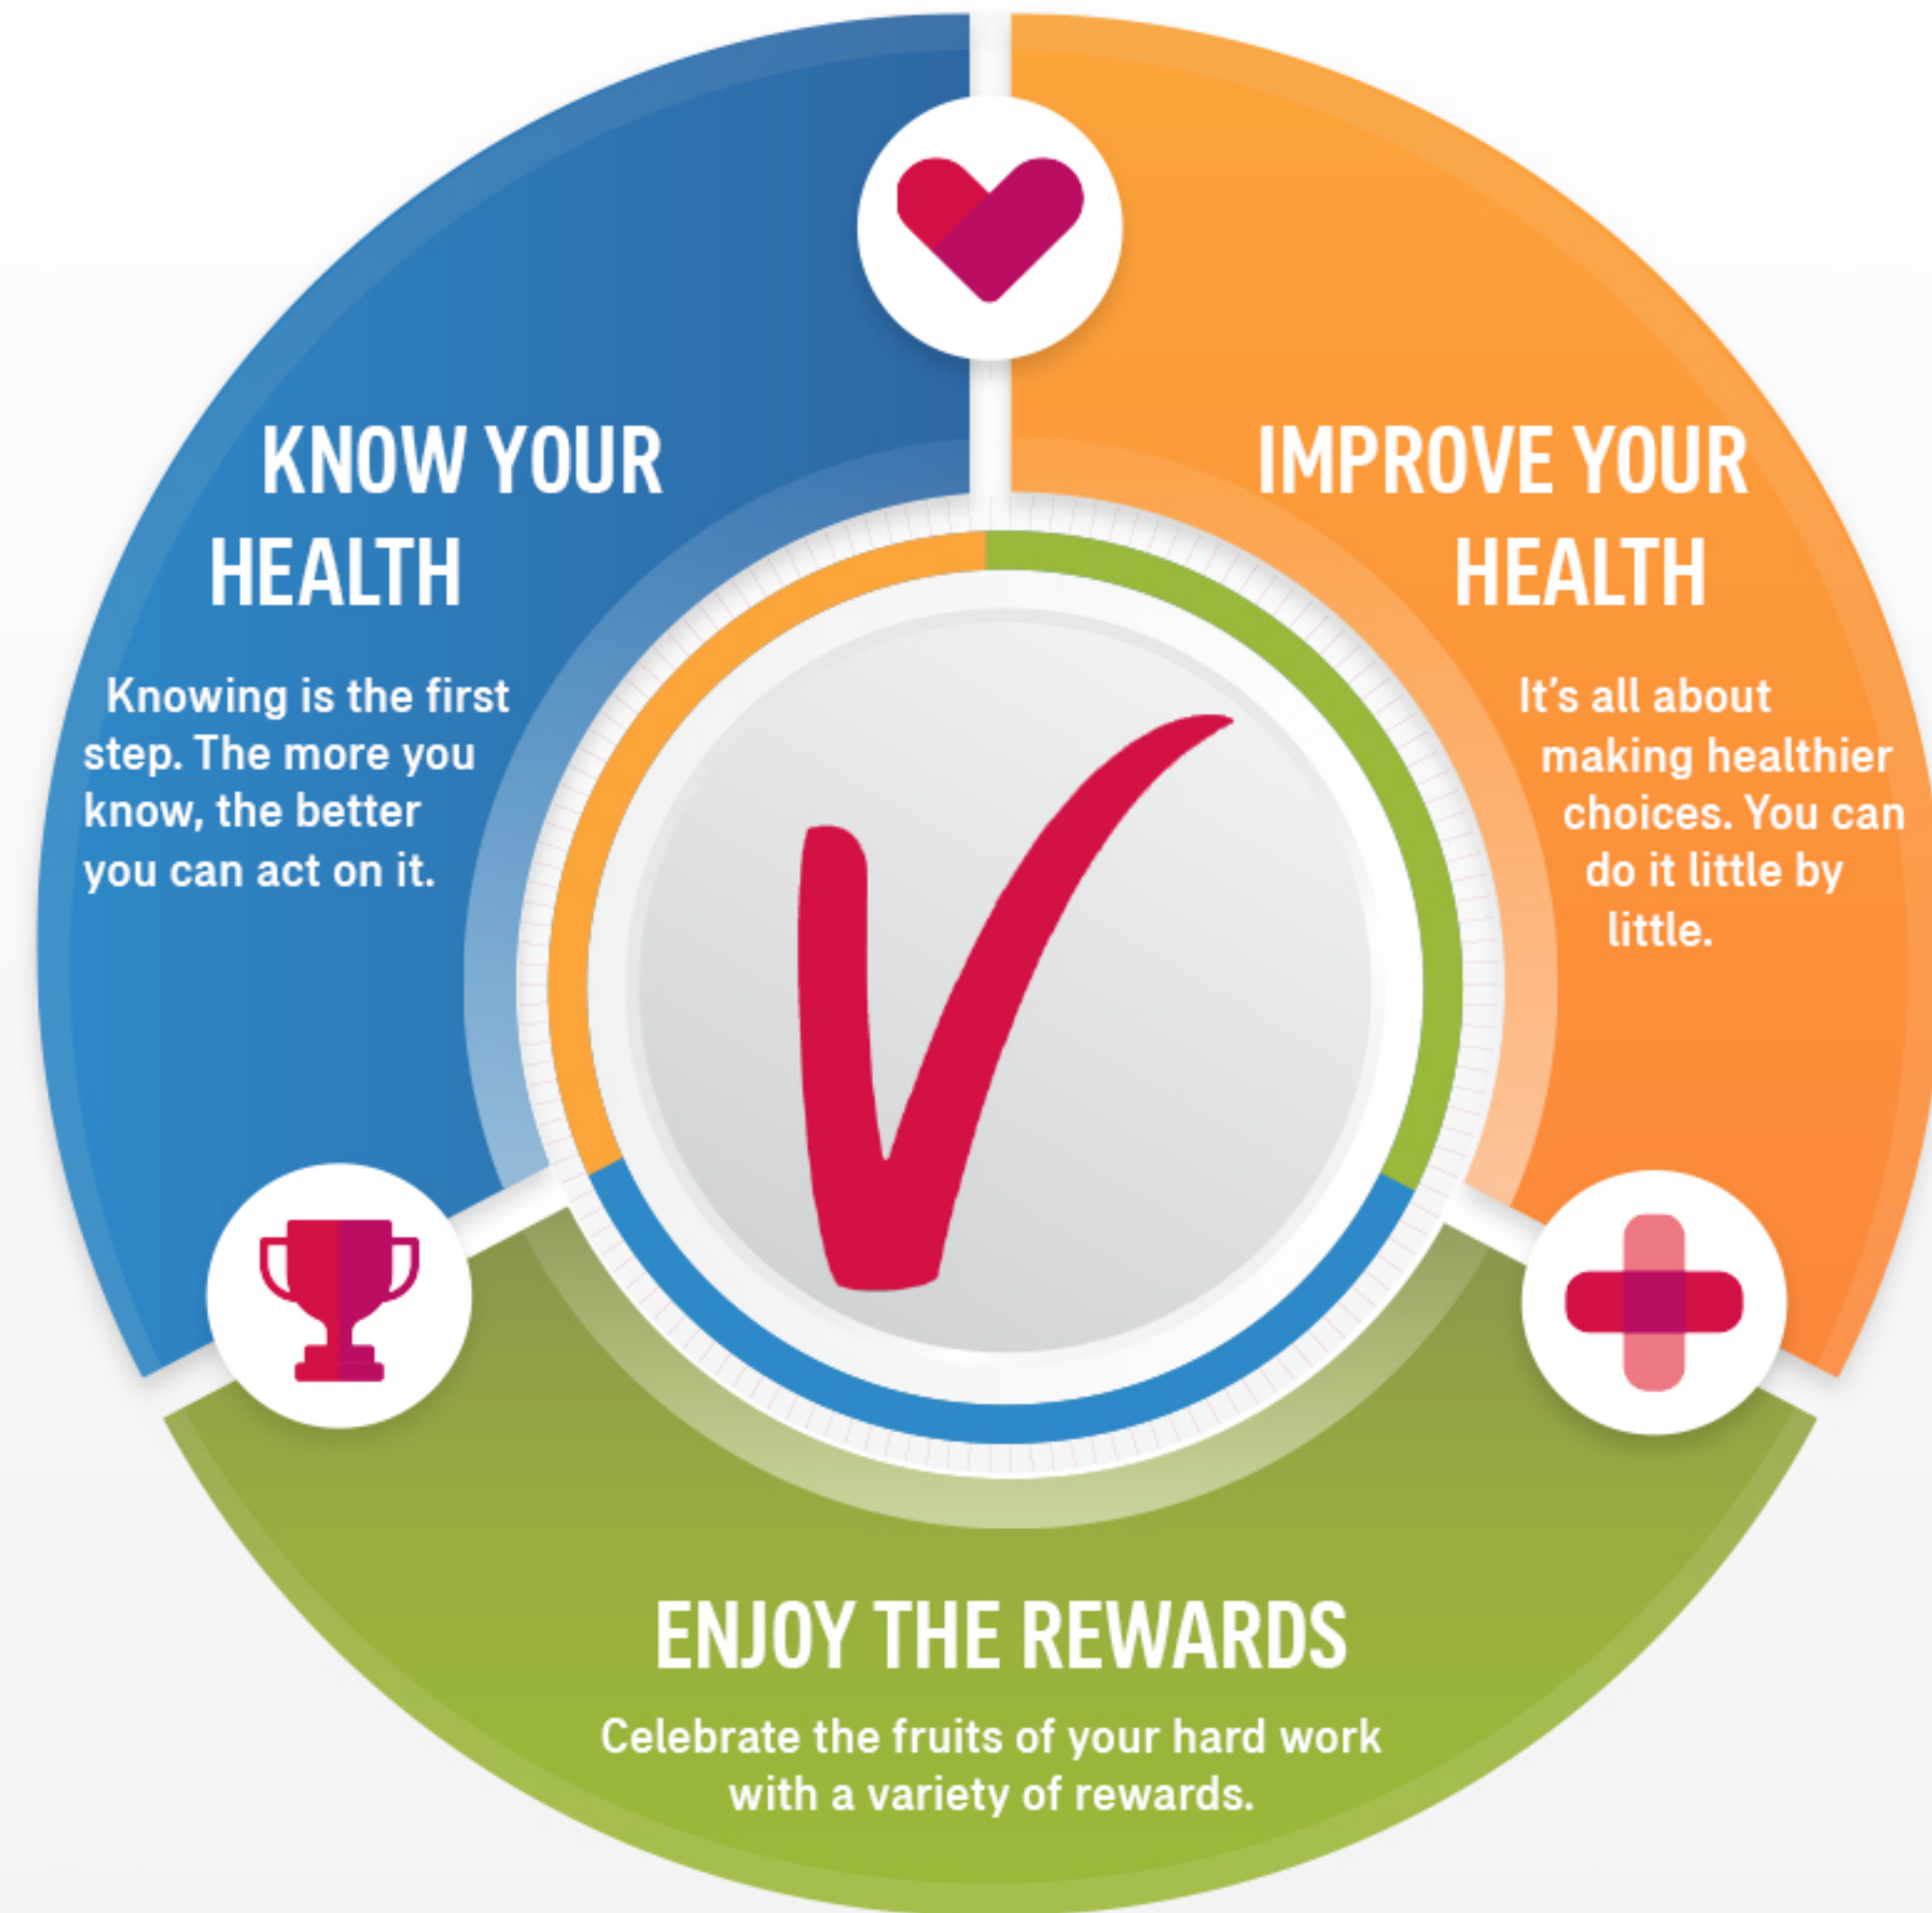 KNOW YOUR
HEALTH
Knowing is the first
step. The more you
know, the better
you can act on it.
IMPROVE YOUR
HEALTH
It's all about
making healthier
choices. You can
do it little by
little.
V
ENJOY THE REWARDS
Celebrate the fruits of your hard work
with a variety of rewards.